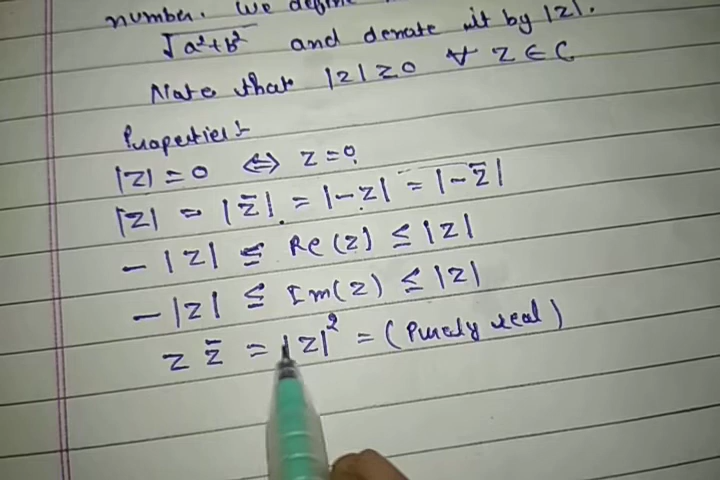 number. We define
√a²+b² and denote it by |z|.
Note that |z| ≥ 0 ∀ z ∈ C
Properties:-
|z| = 0 ⇔ z = 0
|z| = |z̄| = |-z| = |-z̄|
- |z| ≤ Re(z) ≤ |z|
- |z| ≤ Im(z) ≤ |z|
z z̄ = |z|² = (Purely real)